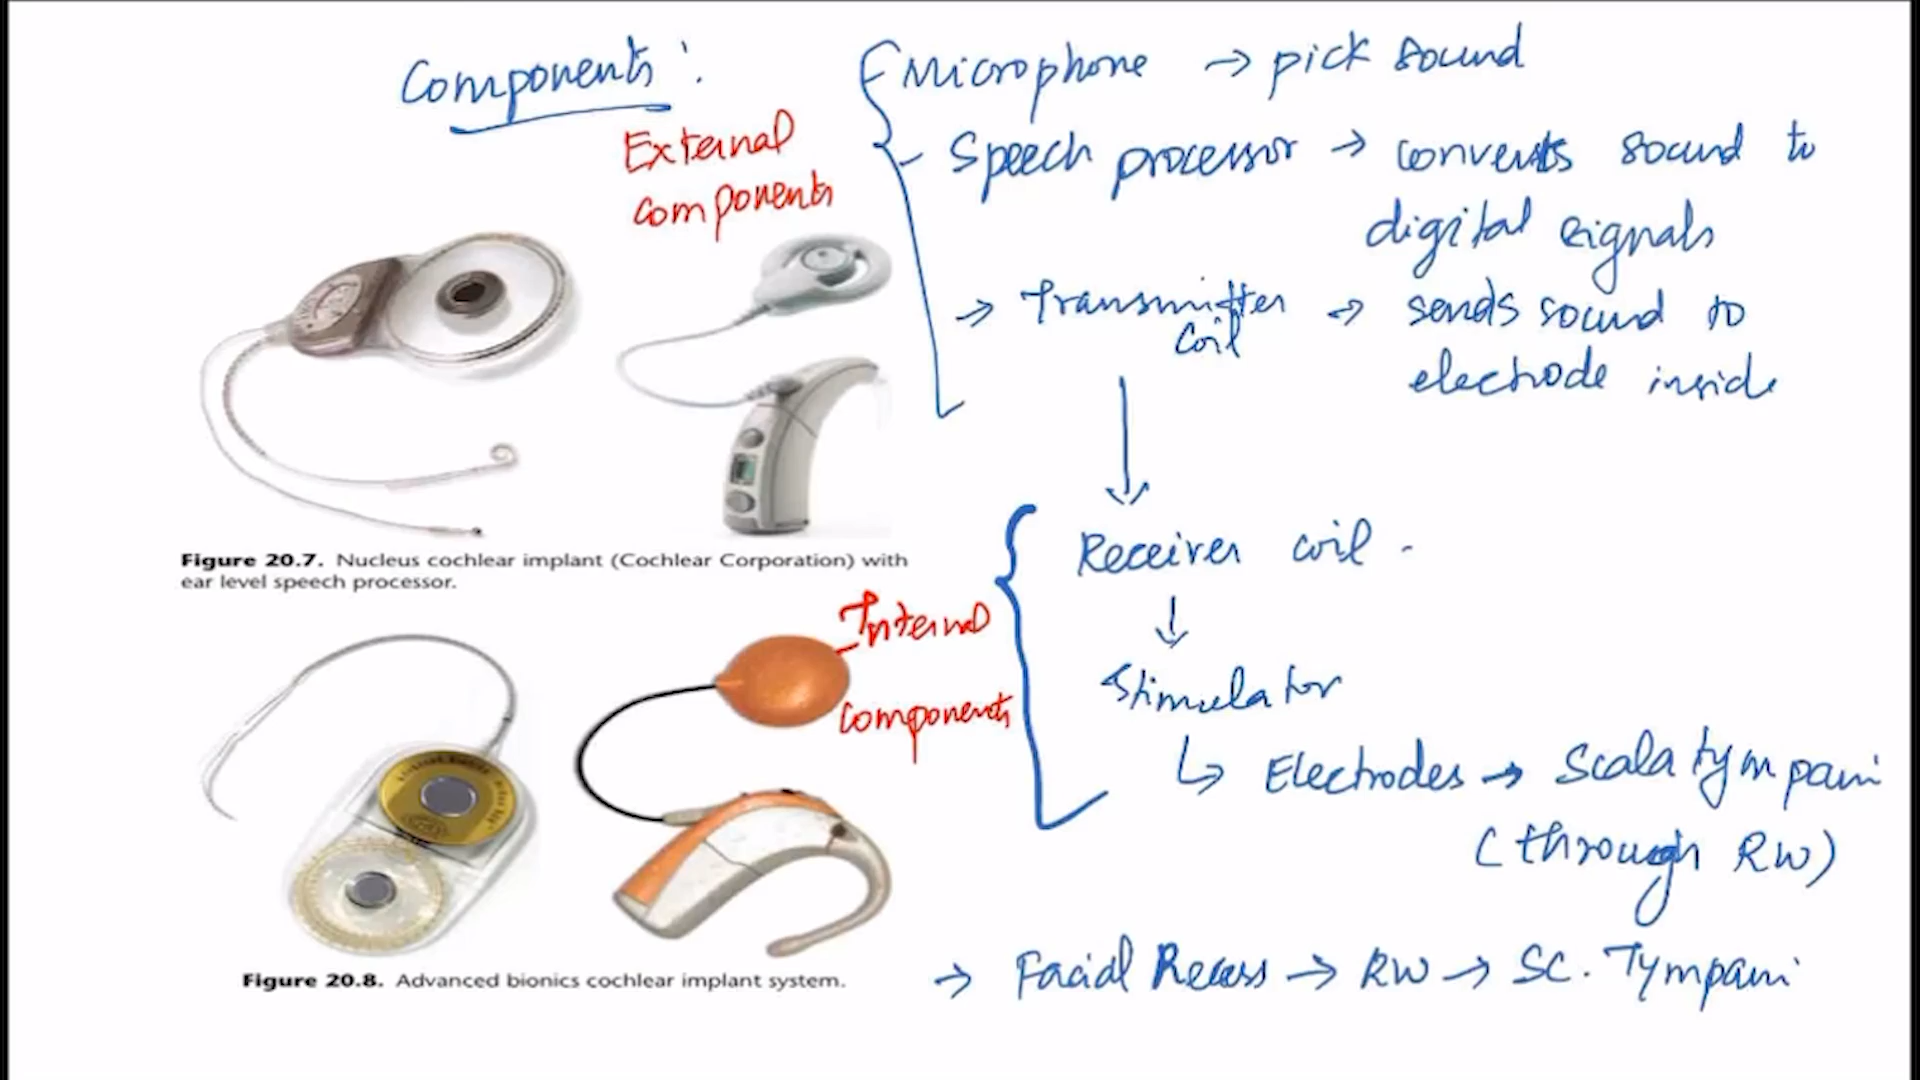 Components :
External
components
Microphone → pick sound
- Speech processor → converts sound to
digital signals
→ Transmitter → sends sound to
coil
electrode inside
↓
Receiver coil -
↓
Stimulator
↳ Electrodes → Scala tympani
(through RW)
→ Facial Recess → RW → SC. Tympani
Internal
components
Figure 20.7. Nucleus cochlear implant (Cochlear Corporation) with
ear level speech processor.
Figure 20.8. Advanced bionics cochlear implant system.